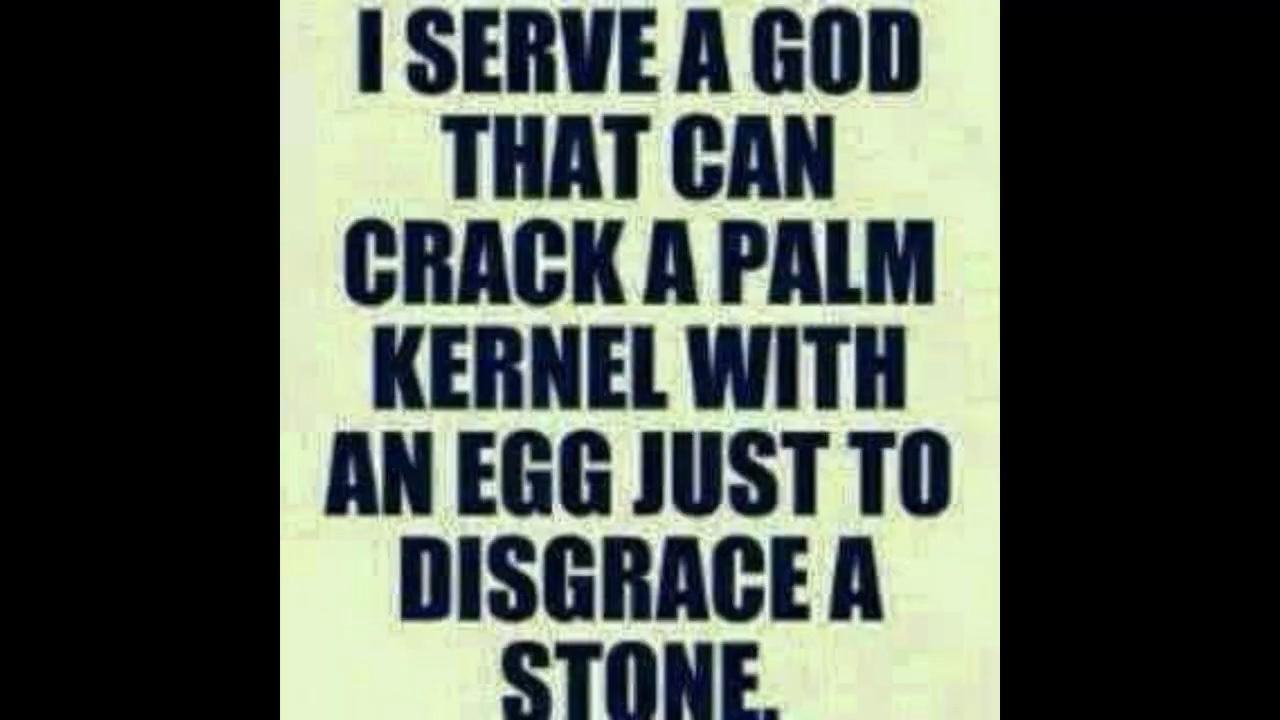 I SERVE A GOD
THAT CAN
CRACK A PALM
KERNEL WITH
AN EGG JUST TO
DISGRACE A
STONE.